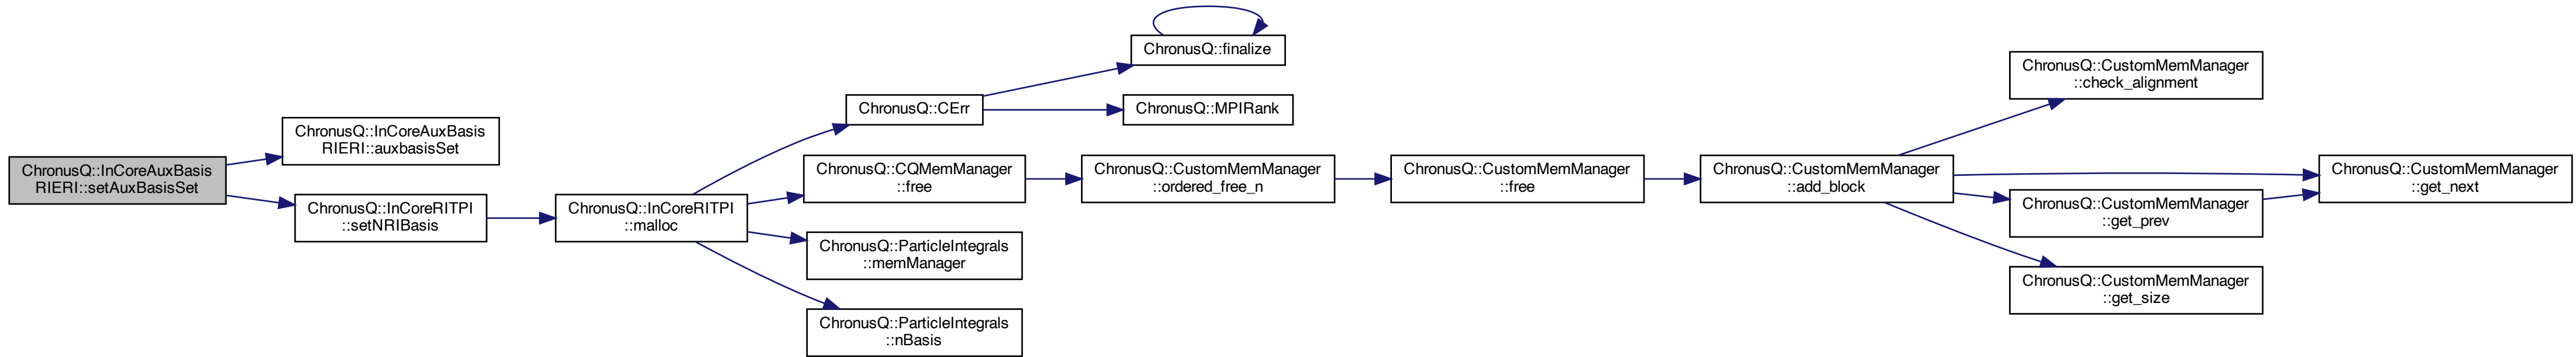 ChronusQ::InCoreAuxBasis
RIERI::setAuxBasisSet
ChronusQ::InCoreAuxBasis
RIERI::auxbasisSet
ChronusQ::InCoreRITPI
::setNRIBasis
ChronusQ::InCoreRITPI
::malloc
ChronusQ::CErr
ChronusQ::finalize
ChronusQ::MPIRank
ChronusQ::CQMemManager
::free
ChronusQ::CustomMemManager
::ordered_free_n
ChronusQ::CustomMemManager
::free
ChronusQ::CustomMemManager
::add_block
ChronusQ::CustomMemManager
::check_alignment
ChronusQ::CustomMemManager
::get_next
ChronusQ::CustomMemManager
::get_prev
ChronusQ::CustomMemManager
::get_size
ChronusQ::ParticleIntegrals
::memManager
ChronusQ::ParticleIntegrals
::nBasis